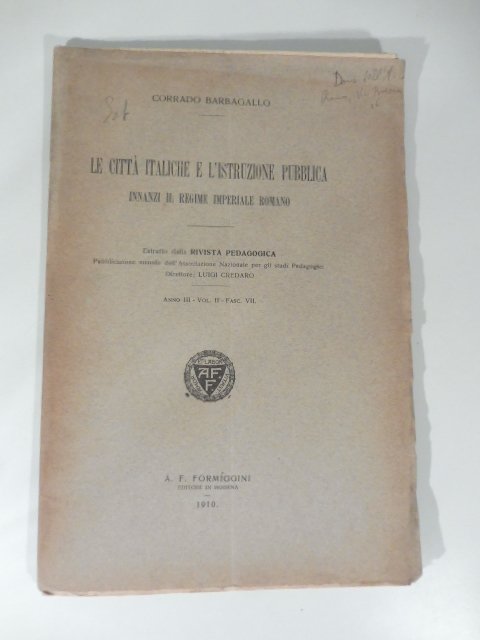 CORRADO BARBAGALLO
LE CITTÀ ITALICHE E L'ISTRUZIONE PUBBLICA
INNANZI IL REGIME IMPERIALE ROMANO
Estratto dalla RIVISTA PEDAGOGICA
Pubblicazione mensile dell'Associazione Nazionale per gli studi Pedagogici
Direttore: LUIGI CREDARO
ANNO III - VOL. II - FASC. VII.
A F.
F
A. F. FORMÍGGINI
EDITORE IN MODENA
1910.